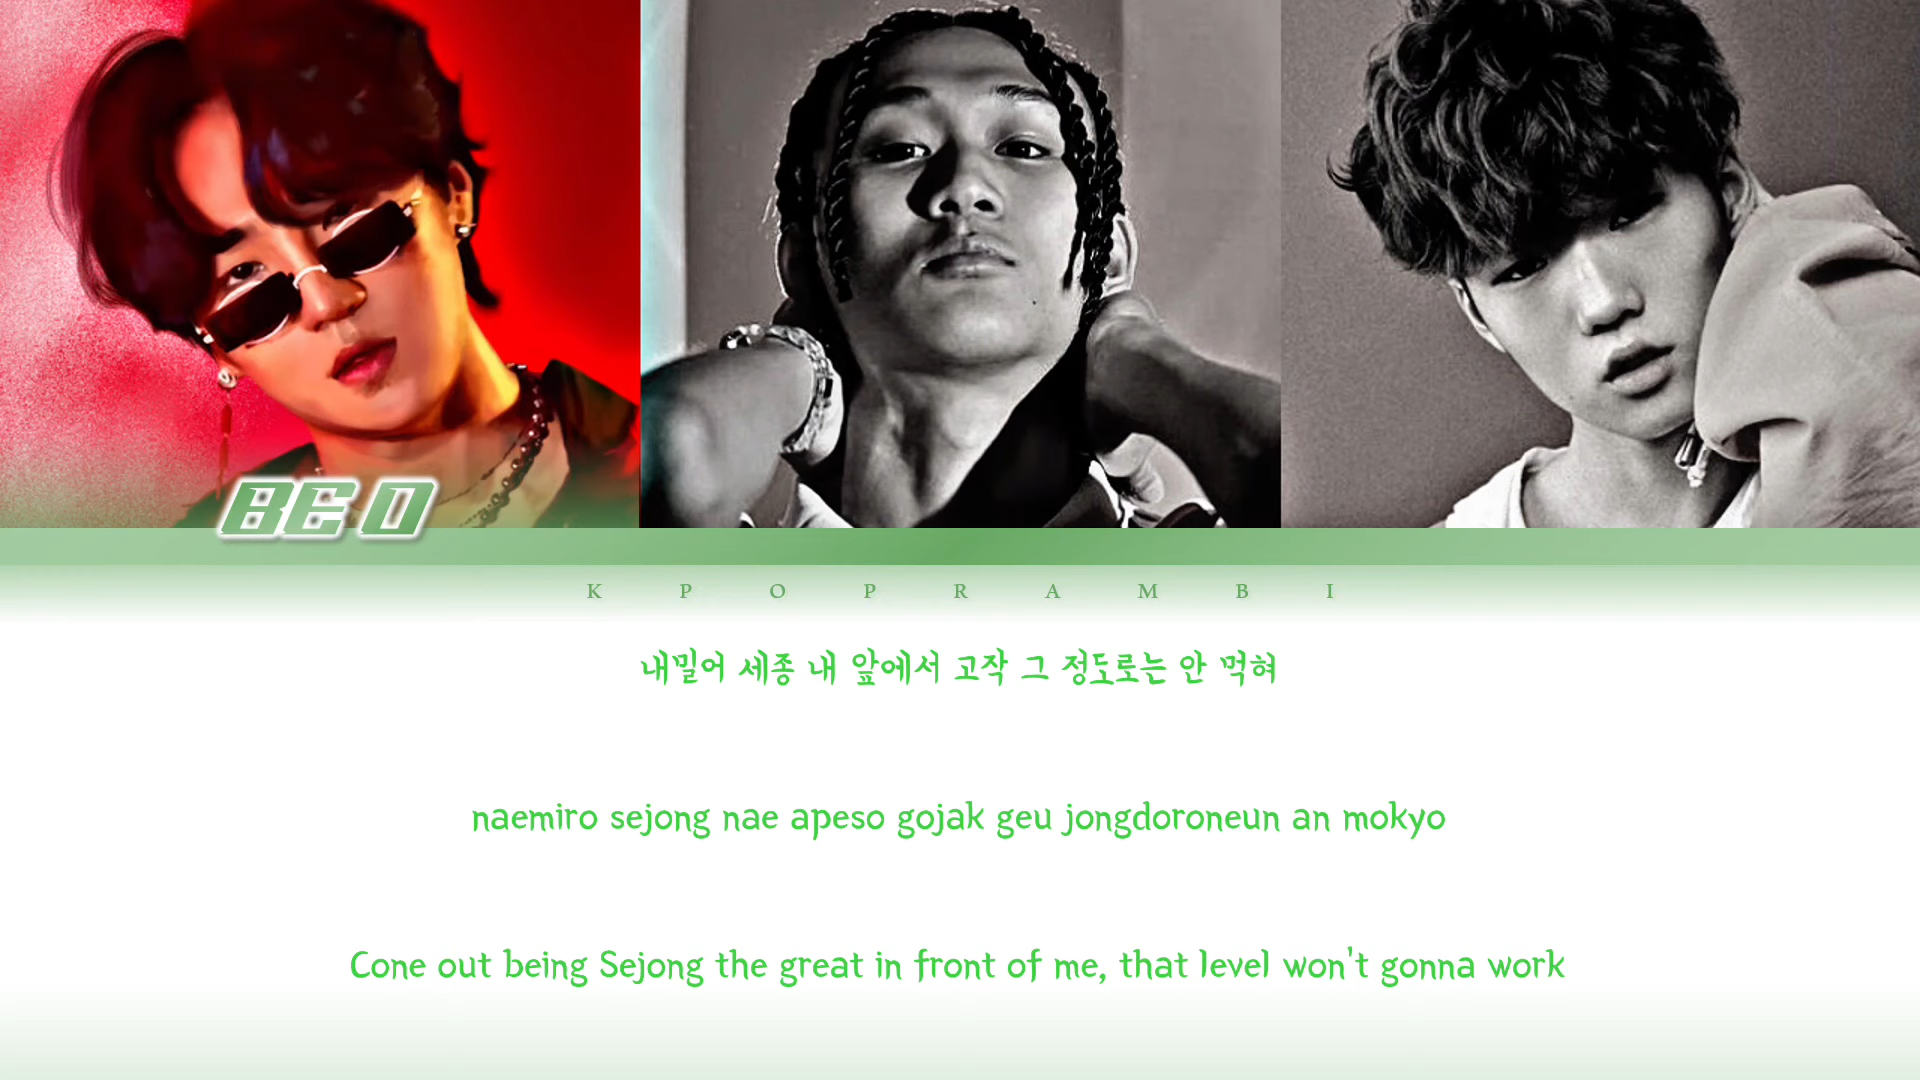 BE O
KPOPRAMBI
내밀어 세종 내 앞에서 고작 그 정도로는 안 먹혀
naemiro sejong nae apeso gojak geu jongdoroneun an mokyo
Cone out being Sejong the great in front of me, that level won't gonna work